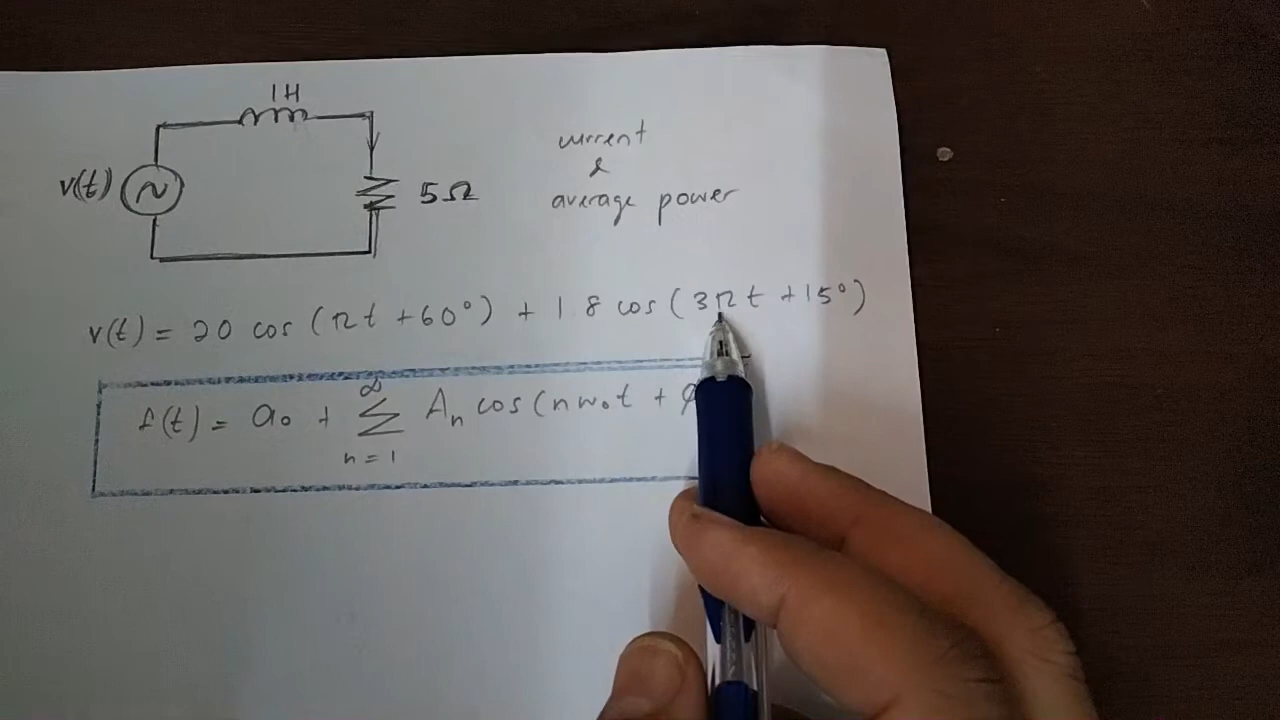 1H
v(t)
5Ω
current
&
average power
v(t) = 20 cos (πt + 60°) + 1.8 cos (3πt + 15°)
f(t) = a₀ + ∞ Σ n=1 Aₙ cos (nw₀t +